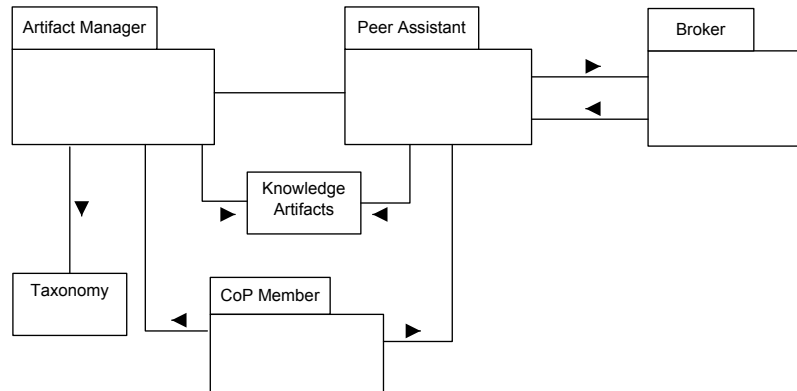 Artifact Manager
Peer Assistant
Broker
Knowledge
Artifacts
Taxonomy
CoP Member